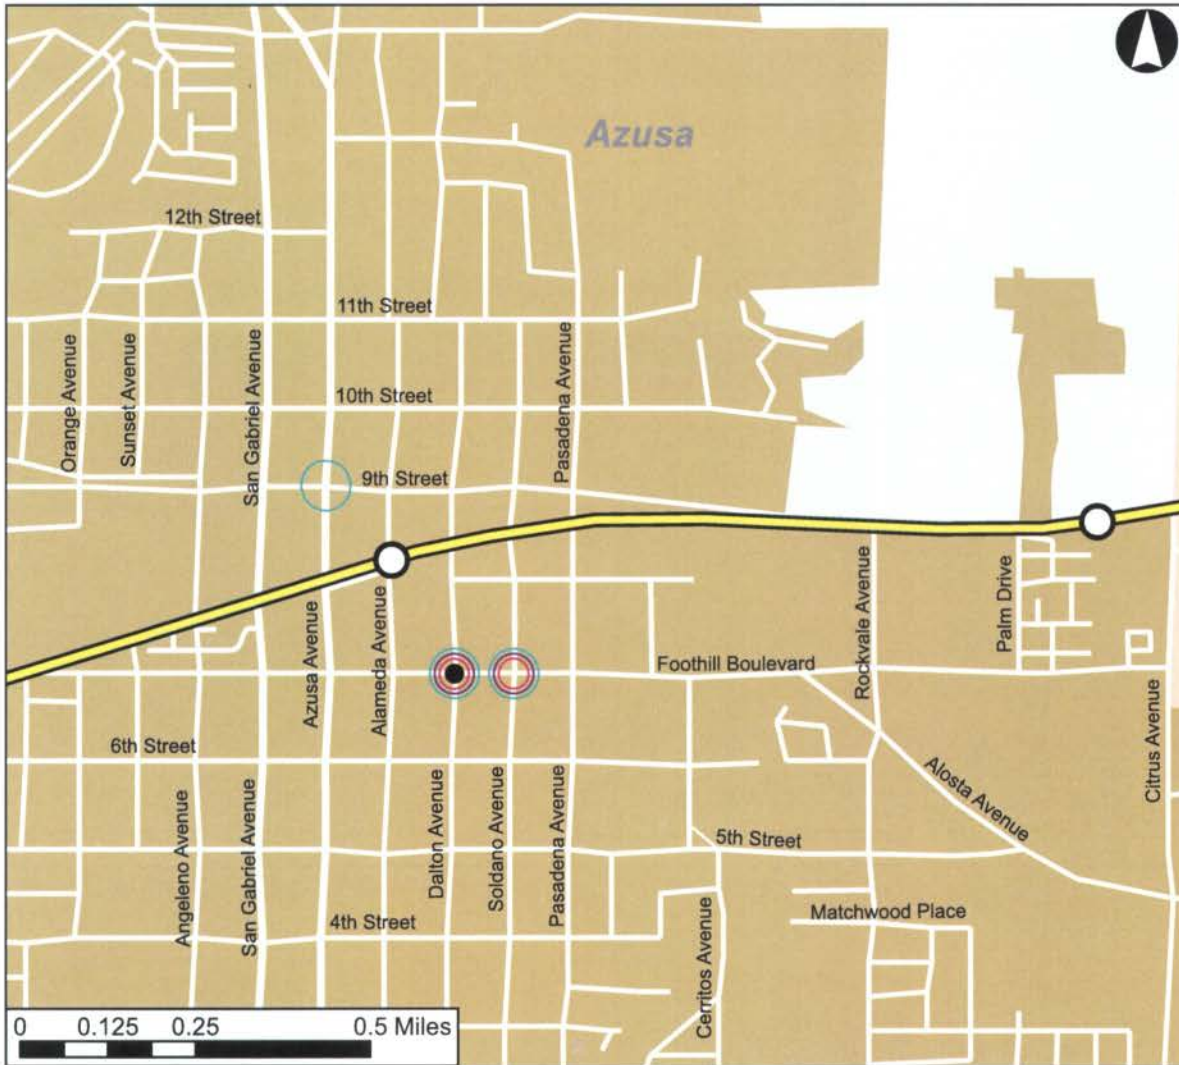 Azusa
12th Street
11th Street
Orange Avenue
Sunset Avenue
San Gabriel Avenue
10th Street
Pasadena Avenue
9th Street
Azusa Avenue
Alameda Avenue
Rockvale Avenue
Palm Drive
Foothill Boulevard
Citrus Avenue
6th Street
Angeleno Avenue
San Gabriel Avenue
Dalton Avenue
Soldano Avenue
Pasadena Avenue
Alosta Avenue
5th Street
4th Street
Cerritos Avenue
Matchwood Place
0 0.125 0.25 0.5 Miles